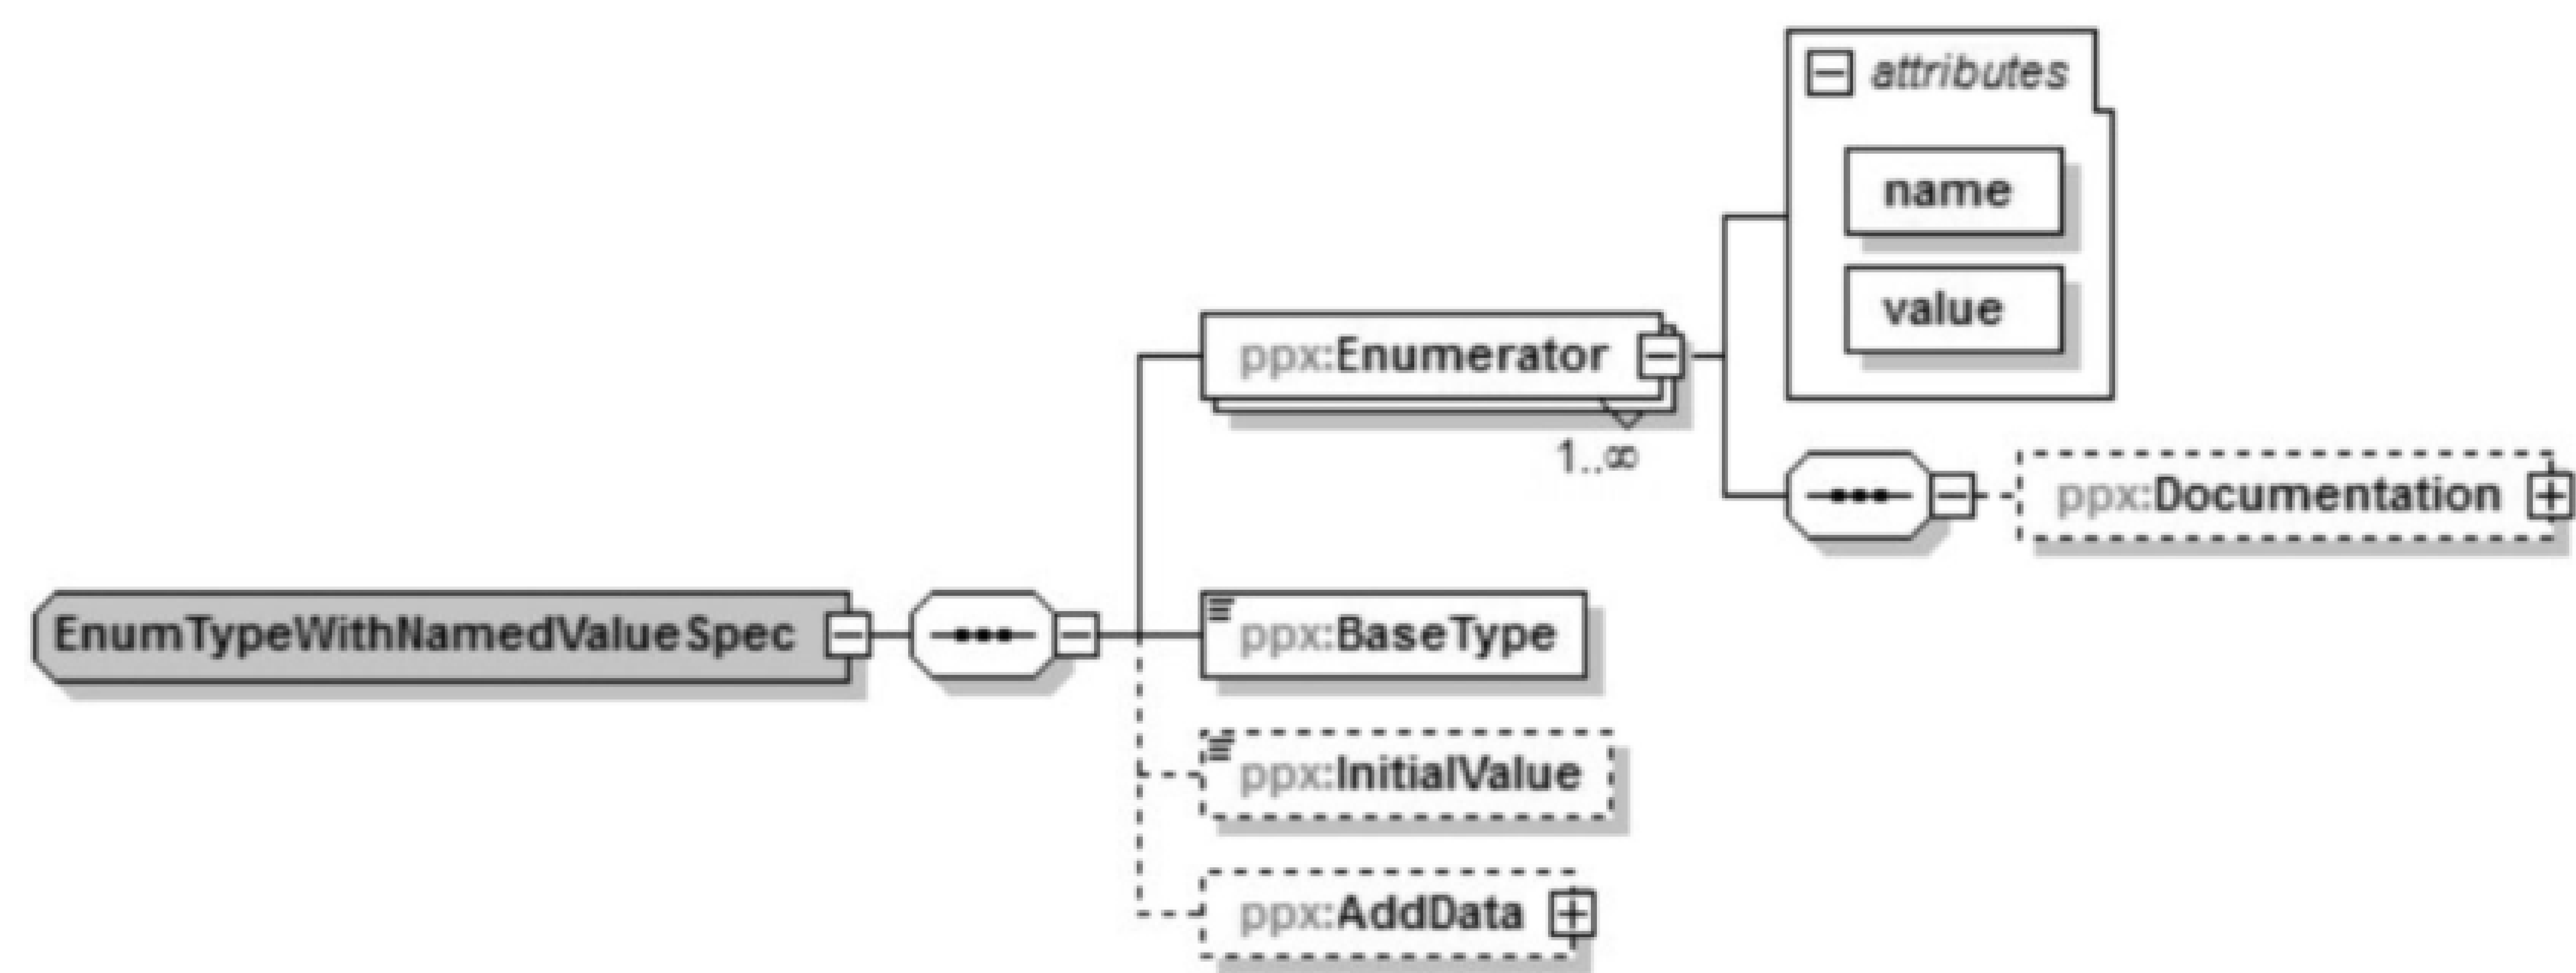 attributes
name
value
ppx:Enumerator
1..∞
ppx:Documentation
EnumTypeWithNamedValueSpec
ppx:BaseType
ppx:InitialValue
ppx:AddData